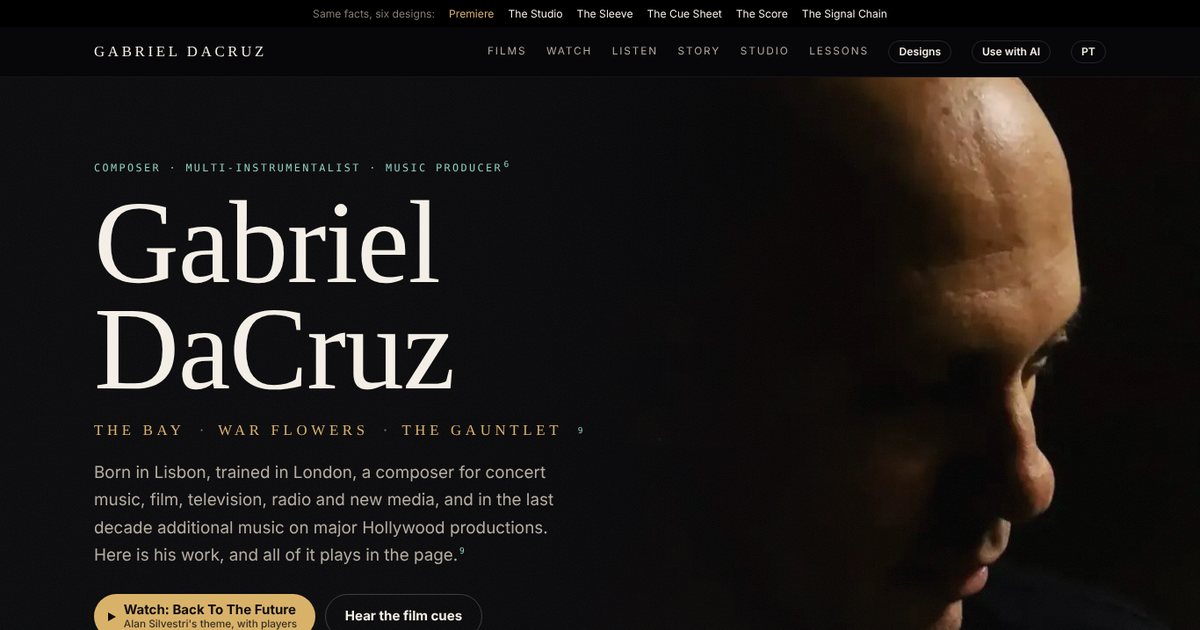 Same facts, six designs: Premiere The Studio The Sleeve The Cue Sheet The Score The Signal Chain
GABRIEL DACRUZ FILMS WATCH LISTEN STORY STUDIO LESSONS Designs Use with AI PT
COMPOSER · MULTI-INSTRUMENTALIST · MUSIC PRODUCER6
Gabriel
DaCruz
THE BAY · WAR FLOWERS · THE GAUNTLET 9
Born in Lisbon, trained in London, a composer for concert
music, film, television, radio and new media, and in the last
decade additional music on major Hollywood productions.
Here is his work, and all of it plays in the page.9
Watch: Back To The Future
Alan Silvestri's theme, with players
Hear the film cues